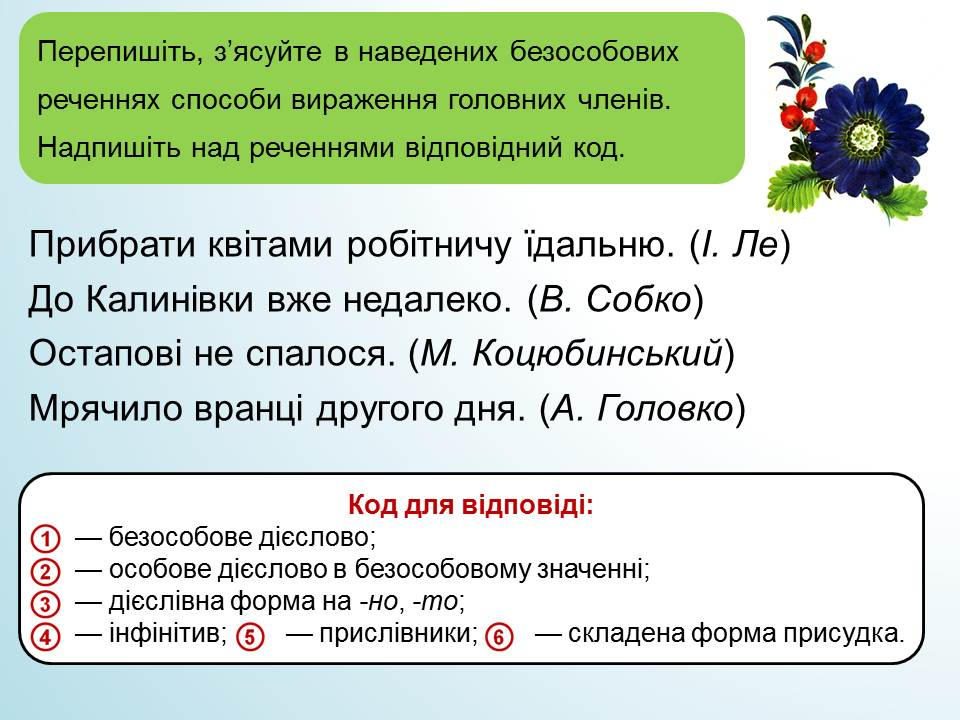 Перепишіть, з’ясуйте в наведених безособових
реченнях способи вираження головних членів.
Надпишіть над реченнями відповідний код.
Прибрати квітами робітничу їдальню. (І. Ле)
До Калинівки вже недалеко. (В. Собко)
Остапові не спалося. (М. Коцюбинський)
Мрячило вранці другого дня. (А. Головко)
Код для відповіді:
1 — безособове дієслово;
2 — особове дієслово в безособовому значенні;
3 — дієслівна форма на -но, -то;
4 — інфінітив; 5 — прислівники; 6 — складена форма присудка.